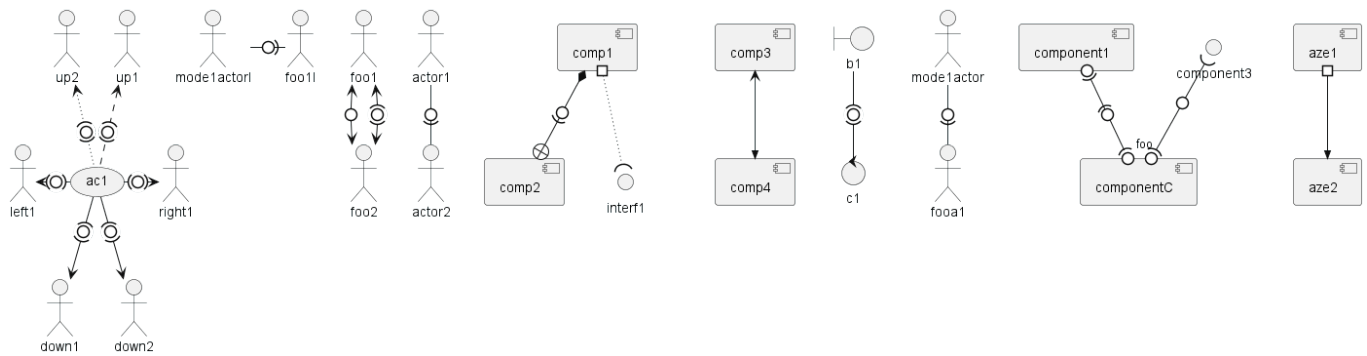 up2
up1
mode1actorl
foo1l
foo1
actor1
comp1
comp3
b1
mode1actor
component1
component3
aze1
left1
ac1
right1
foo2
actor2
comp2
interf1
comp4
c1
fooa1
foo
componentC
aze2
down1
down2